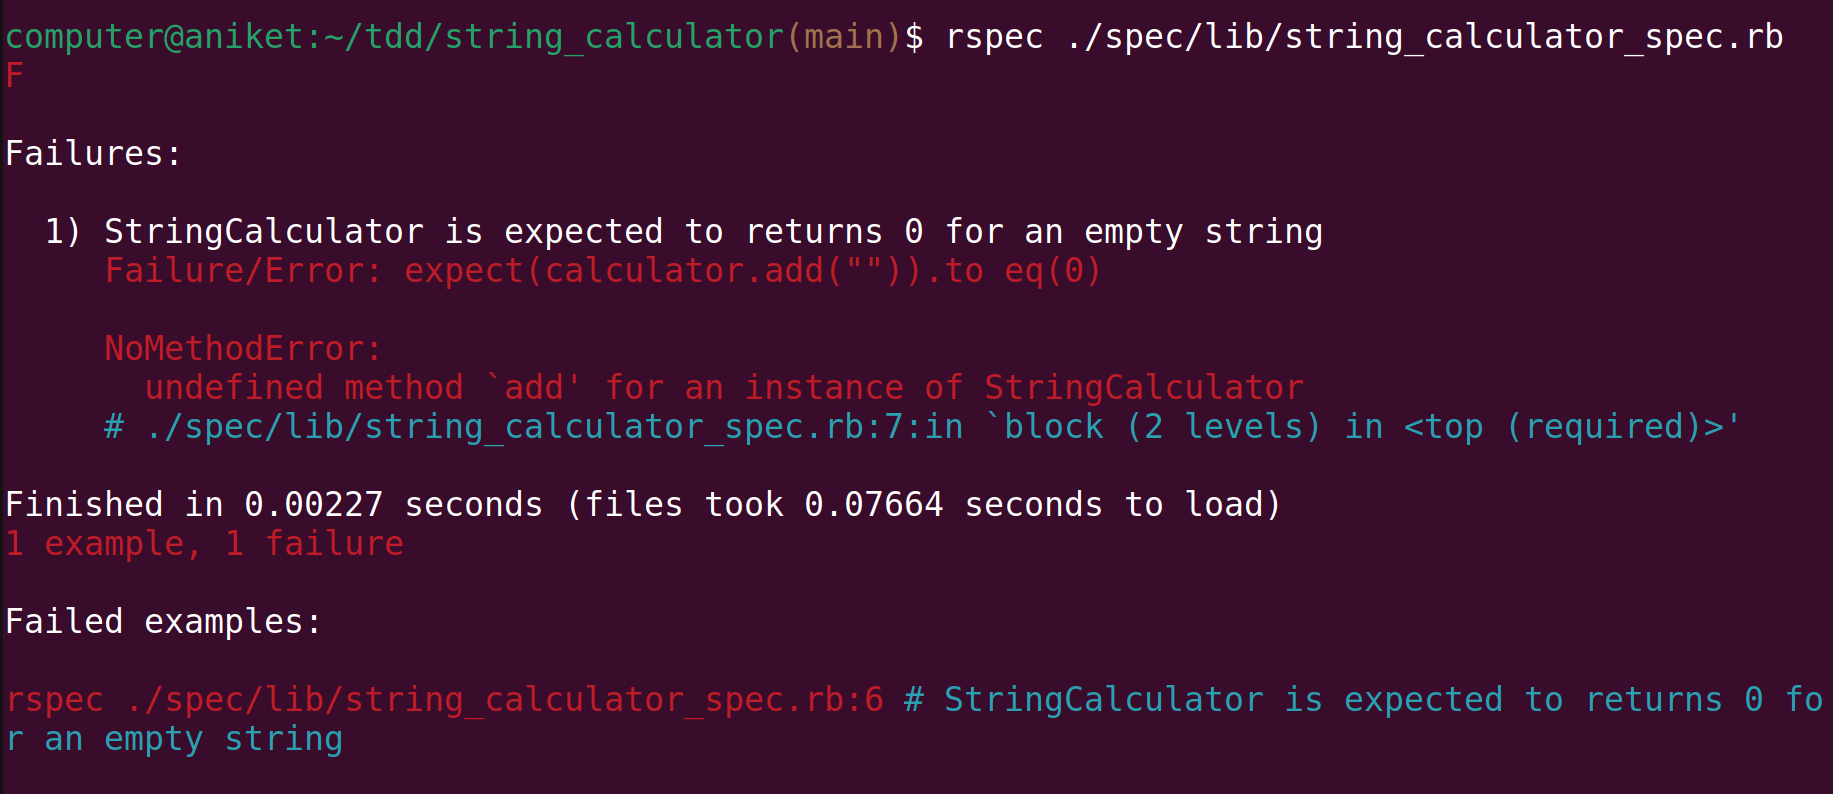 computer@aniket:~/tdd/string_calculator(main)$ rspec ./spec/lib/string_calculator_spec.rb
F

Failures:

  1) StringCalculator is expected to returns 0 for an empty string
     Failure/Error: expect(calculator.add("")).to eq(0)

     NoMethodError:
       undefined method `add' for an instance of StringCalculator
     # ./spec/lib/string_calculator_spec.rb:7:in `block (2 levels) in <top (required)>'

Finished in 0.00227 seconds (files took 0.07664 seconds to load)
1 example, 1 failure

Failed examples:

rspec ./spec/lib/string_calculator_spec.rb:6 # StringCalculator is expected to returns 0 fo
r an empty string